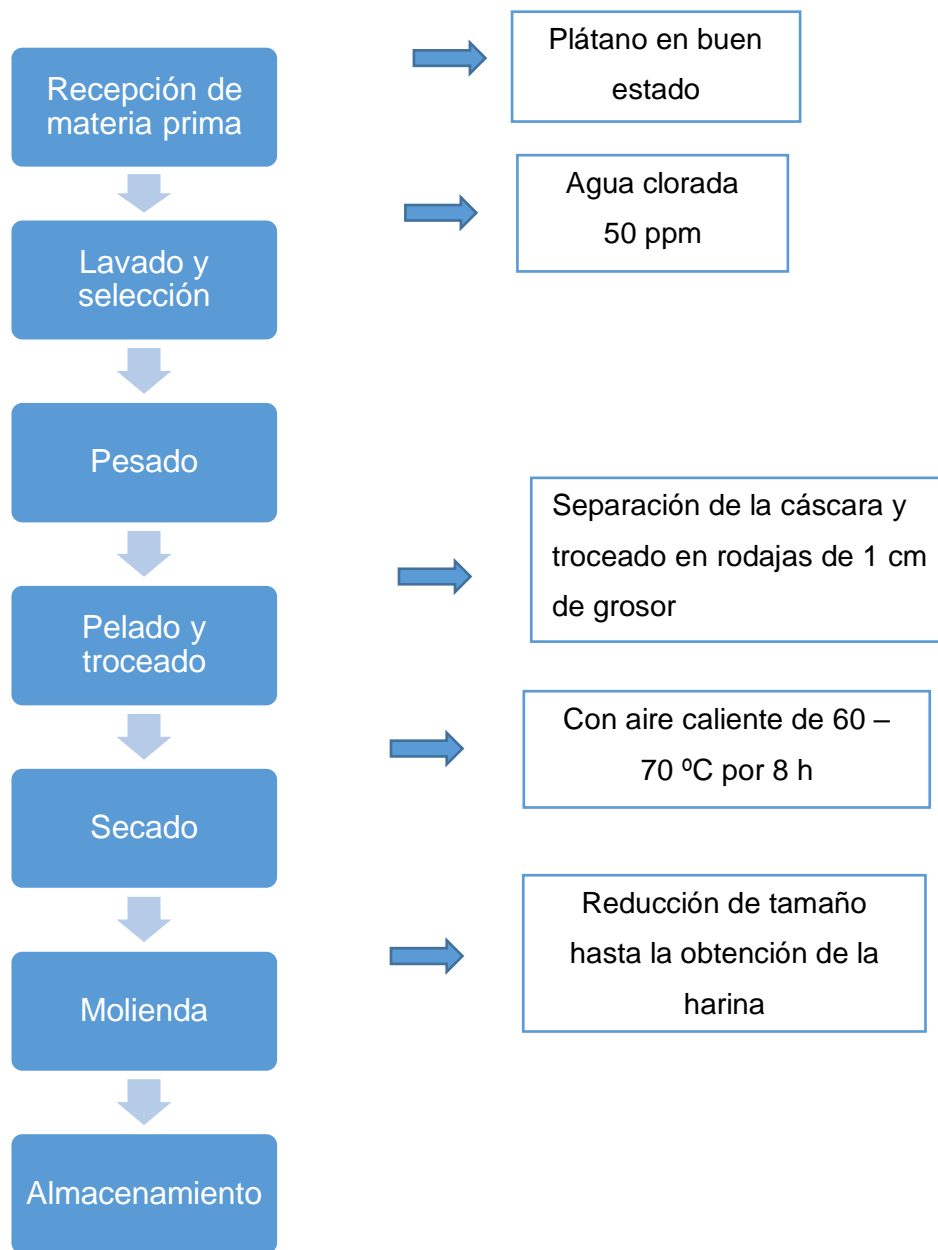 Recepción de
materia prima
Plátano en buen
estado
Lavado y
selección
Agua clorada
50 ppm
Pesado
Pelado y
troceado
Separación de la cáscara y
troceado en rodajas de 1 cm
de grosor
Secado
Con aire caliente de 60 –
70 ºC por 8 h
Molienda
Reducción de tamaño
hasta la obtención de la
harina
Almacenamiento